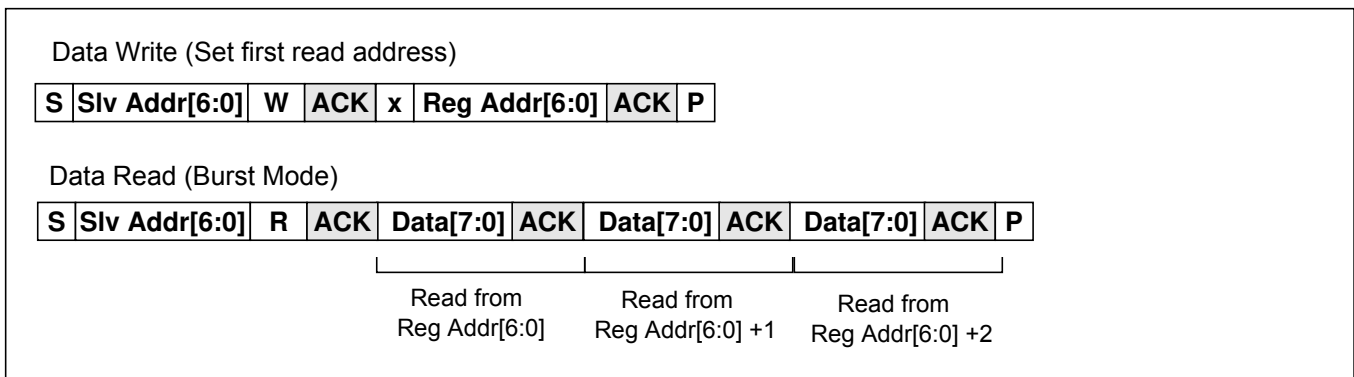 Data Write (Set first read address)
S Slv Addr[6:0] W ACK x Reg Addr[6:0] ACK P
Data Read (Burst Mode)
S Slv Addr[6:0] R ACK Data[7:0] ACK Data[7:0] ACK Data[7:0] ACK P
Read from Read from Read from
Reg Addr[6:0] Reg Addr[6:0] +1 Reg Addr[6:0] +2